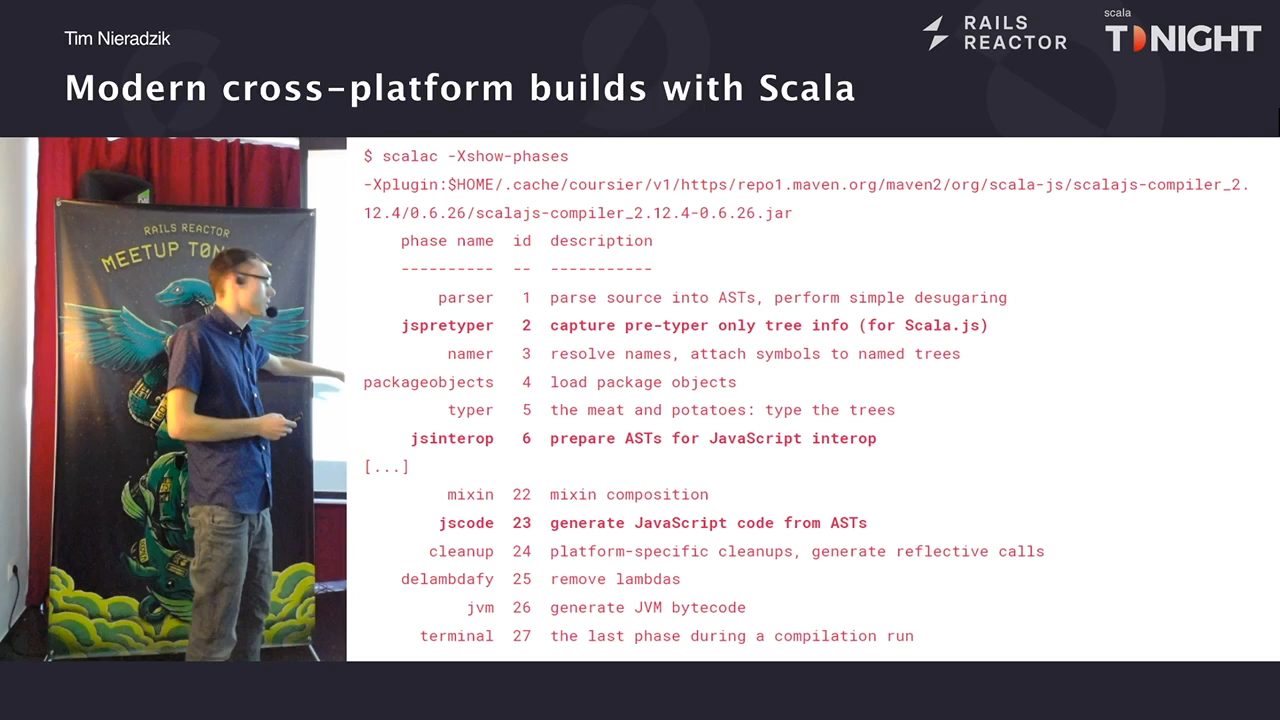 Tim Nieradzik
Modern cross-platform builds with Scala
RAILS
REACTOR
scala
TONIGHT
RAILS REACTOR
MEETUP
$ scalac -Xshow-phases
-Xplugin:$HOME/.cache/coursier/v1/https/repo1.maven.org/maven2/org/scala-js/scalajs-compiler_2.
12.4/0.6.26/scalajs-compiler_2.12.4-0.6.26.jar
phase name id description
---------- -- -----------
parser 1 parse source into ASTs, perform simple desugaring
jspretyper 2 capture pre-typer only tree info (for Scala.js)
namer 3 resolve names, attach symbols to named trees
packageobjects 4 load package objects
typer 5 the meat and potatoes: type the trees
jsinterop 6 prepare ASTs for JavaScript interop
[...]
mixin 22 mixin composition
jscode 23 generate JavaScript code from ASTs
cleanup 24 platform-specific cleanups, generate reflective calls
delambdafy 25 remove lambdas
jvm 26 generate JVM bytecode
terminal 27 the last phase during a compilation run